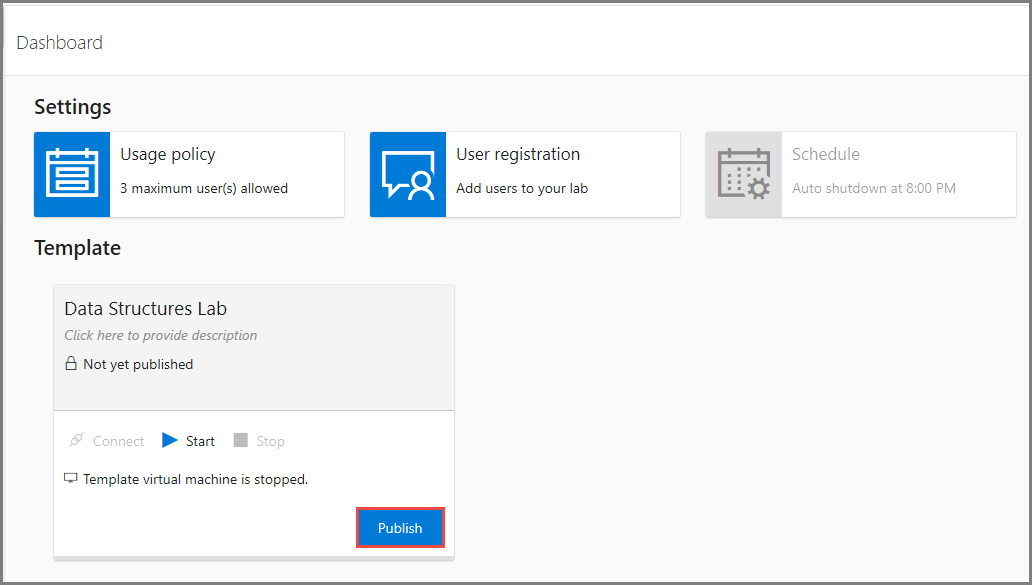 Dashboard
Settings
Usage policy
3 maximum user(s) allowed
User registration
Add users to your lab
Schedule
Auto shutdown at 8:00 PM
Template
Data Structures Lab
Click here to provide description
Not yet published
Connect Start Stop
Template virtual machine is stopped.
Publish